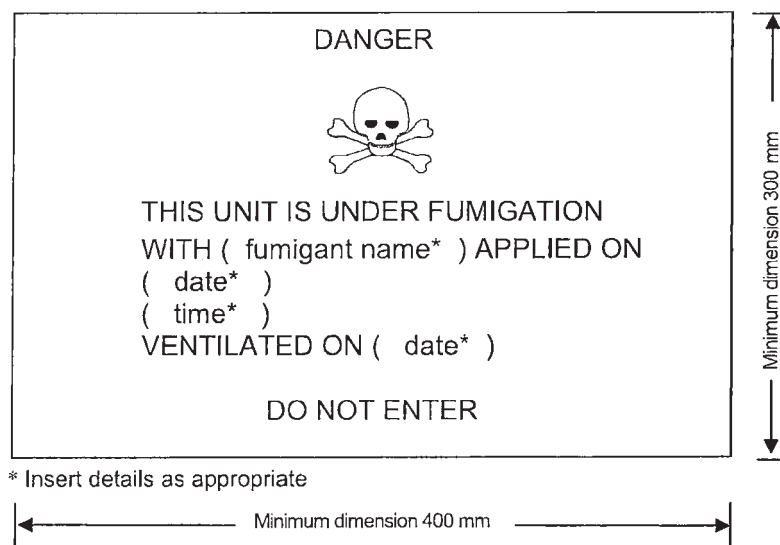 DANGER
THIS UNIT IS UNDER FUMIGATION
WITH ( fumigant name* ) APPLIED ON
( date* )
( time* )
VENTILATED ON ( date* )
DO NOT ENTER
Minimum dimension 300 mm
* Insert details as appropriate
Minimum dimension 400 mm